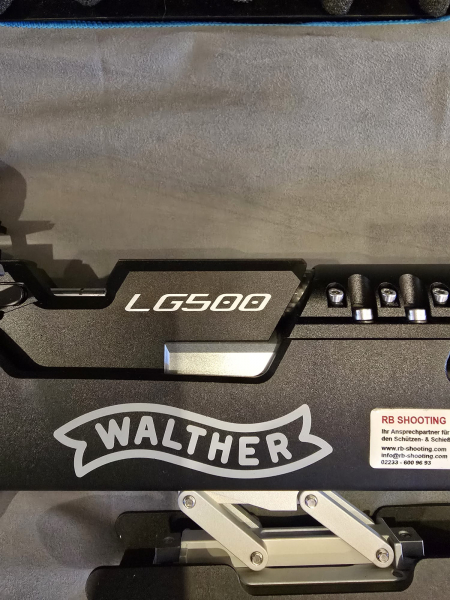 LG500
WALTHER
RB SHOOTING
Ihr Ansprechpartner für
den Schützen- & Schieß
www.rb-shooting.com
info@rb-shooting.com
02233 - 600 96 93